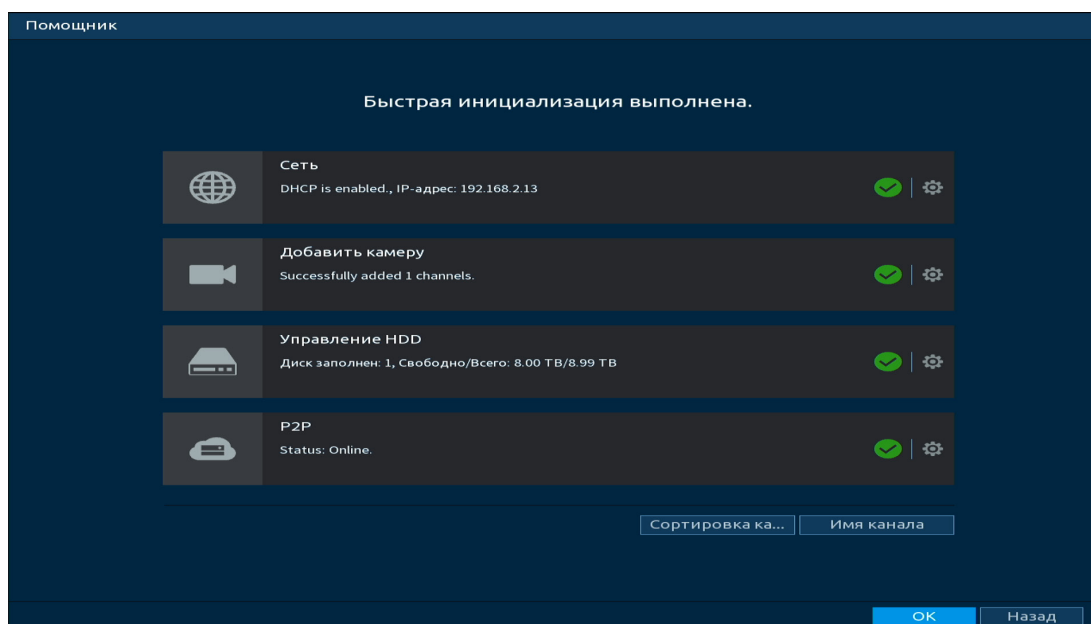 Помощник
Быстрая инициализация выполнена.
Сеть
DHCP is enabled., IP-адрес: 192.168.2.13
Добавить камеру
Successfully added 1 channels.
Управление HDD
Диск заполнен: 1, Свободно/Всего: 8.00 TB/8.99 TB
P2P
Status: Online.
Сортировка ка...
Имя канала
OK
Назад